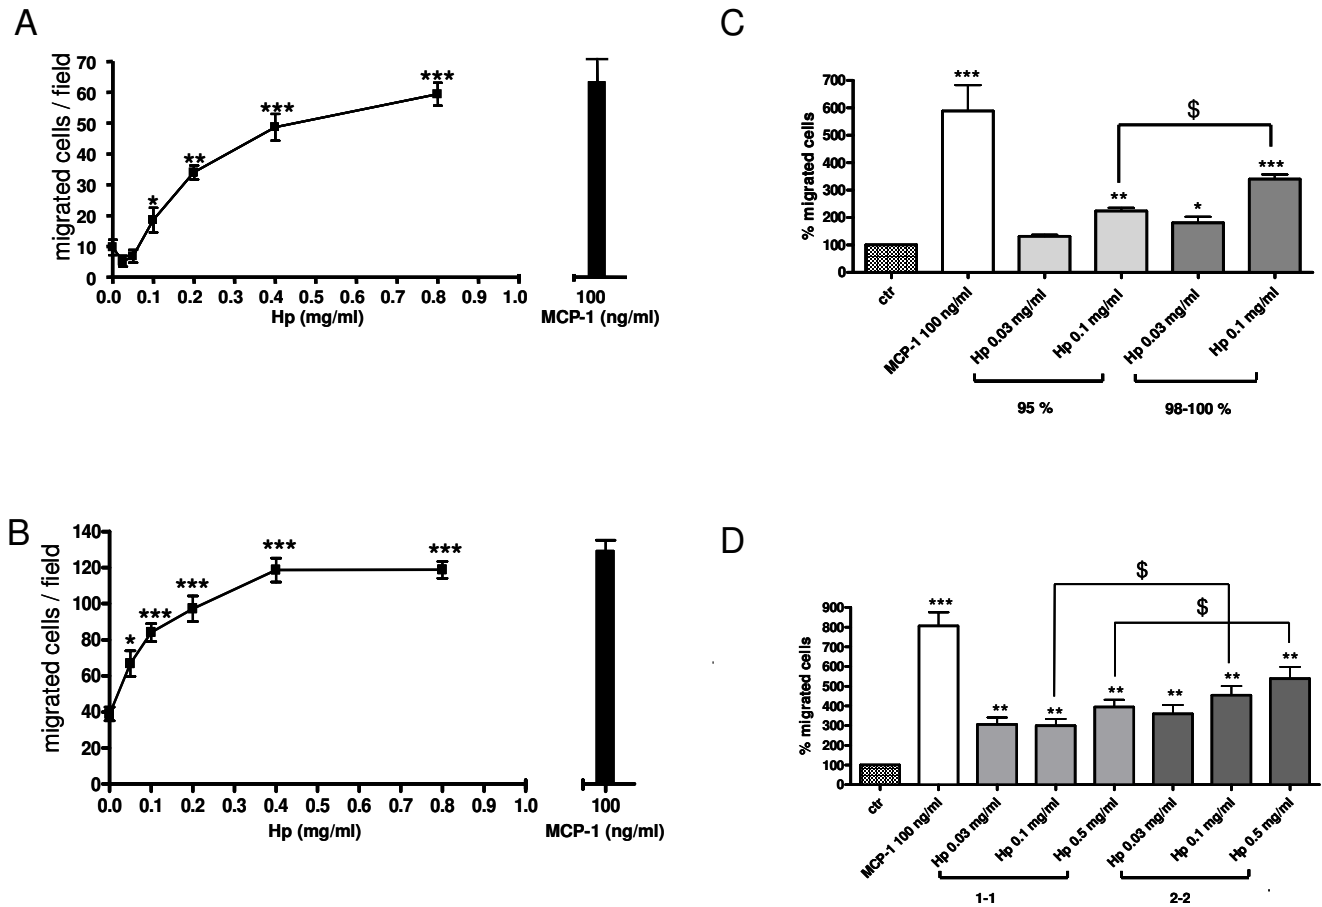 A
migrated cells / field
70
60
50
40
30
20
10
0
*
**
***
***
0.0 0.1 0.2 0.3 0.4 0.5 0.6 0.7 0.8 0.9 1.0
Hp (mg/ml)
100
MCP-1 (ng/ml)
C
% migrated cells
700
600
500
400
300
200
100
0
***
**
*
***
$
ctr
MCP-1 100 ng/ml
Hp 0.03 mg/ml
Hp 0.1 mg/ml
Hp 0.03 mg/ml
Hp 0.1 mg/ml
95 %
98-100 %
B
migrated cells / field
140
120
100
80
60
40
20
0
*
***
***
***
***
0.0 0.1 0.2 0.3 0.4 0.5 0.6 0.7 0.8 0.9 1.0
Hp (mg/ml)
100
MCP-1 (ng/ml)
D
% migrated cells
900
800
700
600
500
400
300
200
100
0
***
**
**
**
**
**
**
$
$
ctr
MCP-1 100 ng/ml
Hp 0.03 mg/ml
Hp 0.1 mg/ml
Hp 0.5 mg/ml
Hp 0.03 mg/ml
Hp 0.1 mg/ml
Hp 0.5 mg/ml
1-1
2-2